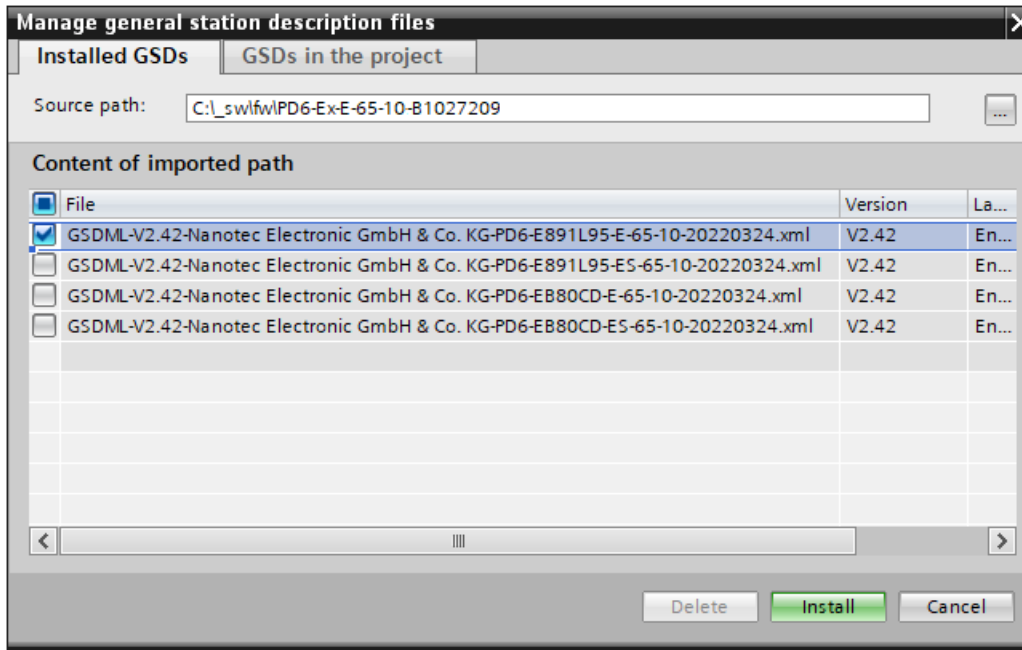 Manage general station description files
Installed GSDs GSDs in the project
Source path: C:\_sw\fw\PD6-Ex-E-65-10-B1027209 ...
Content of imported path
File Version La...
GSDML-V2.42-Nanotec Electronic GmbH & Co. KG-PD6-E891L95-E-65-10-20220324.xml V2.42 En...
GSDML-V2.42-Nanotec Electronic GmbH & Co. KG-PD6-E891L95-ES-65-10-20220324.xml V2.42 En...
GSDML-V2.42-Nanotec Electronic GmbH & Co. KG-PD6-EB80CD-E-65-10-20220324.xml V2.42 En...
GSDML-V2.42-Nanotec Electronic GmbH & Co. KG-PD6-EB80CD-ES-65-10-20220324.xml V2.42 En...
Delete Install Cancel